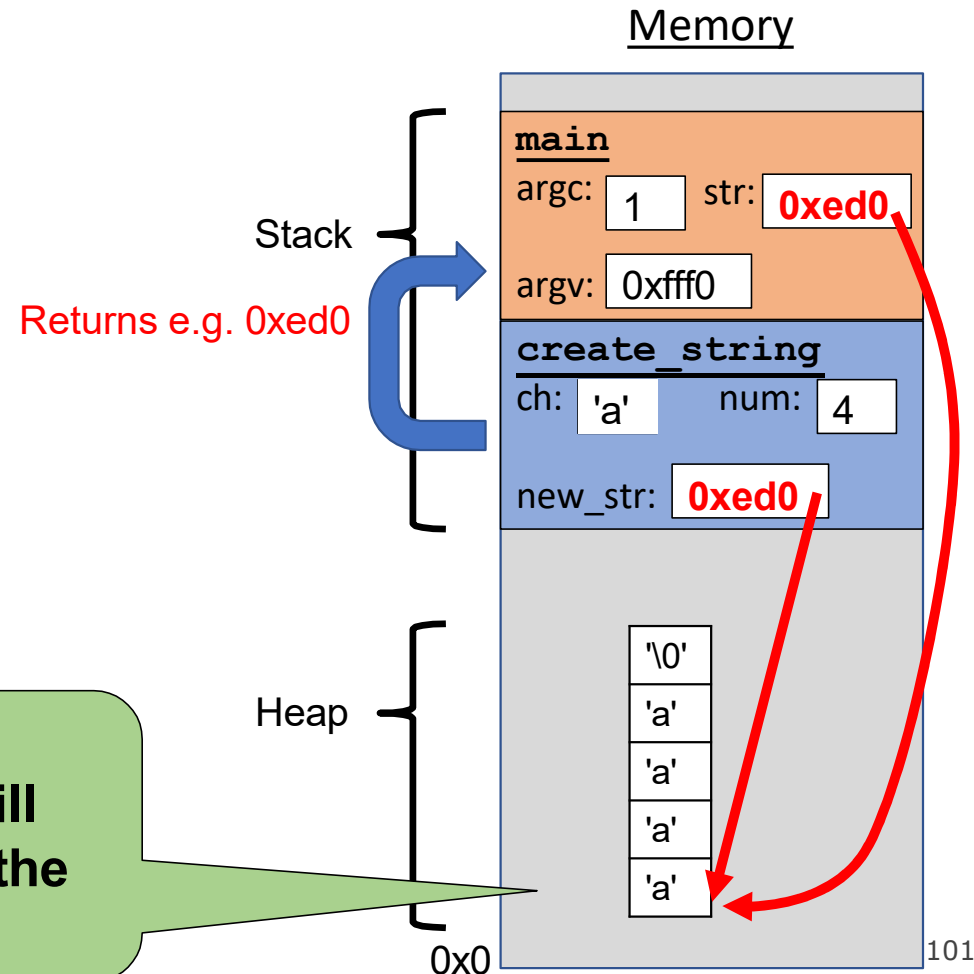 Memory
main
argc: 1 str: 0xed0
Stack
argv: 0xfff0
Returns e.g. 0xed0
create_string
ch: 'a' num: 4
new_str: 0xed0
'\0'
Heap
'a'
'a'
'a'
'a'
the
0x0
101